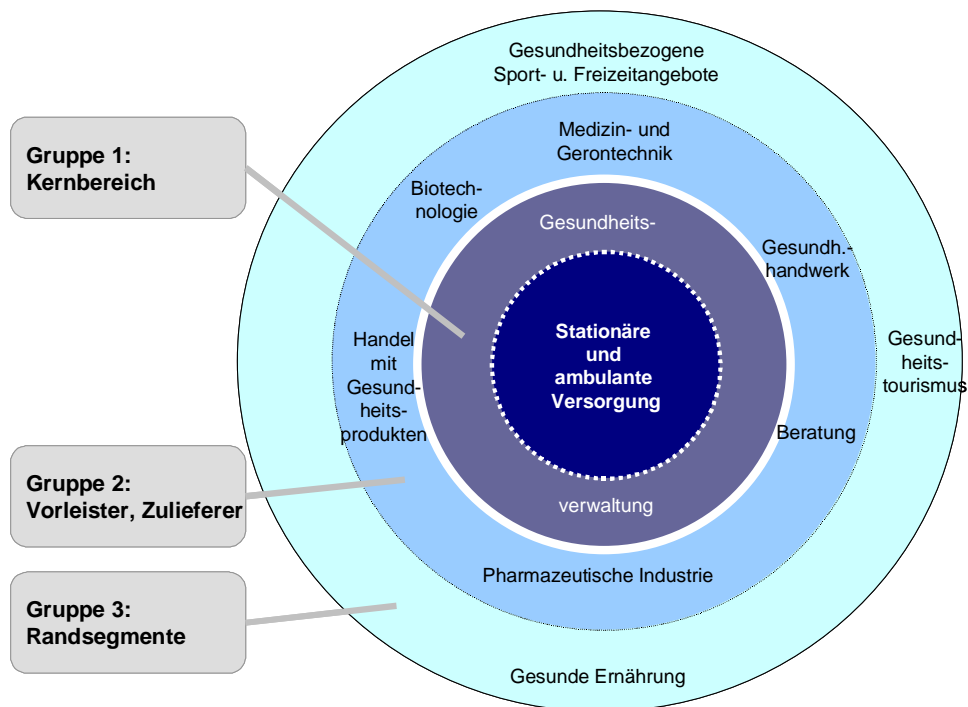 Gesundheitsbezogene
Sport- u. Freizeitangebote
Medizin- und
Gerontechnik
Gruppe 1:
Kernbereich
Biotech-
nologie
Gesundheits-
Gesundh.-
handwerk
Stationäre
und
ambulante
Versorgung
Handel
mit
Gesund-
heits-
produkten
Gesund-
heits-
tourismus
Beratung
Gruppe 2:
Vorleister, Zulieferer
verwaltung
Pharmazeutische Industrie
Gruppe 3:
Randsegmente
Gesunde Ernährung